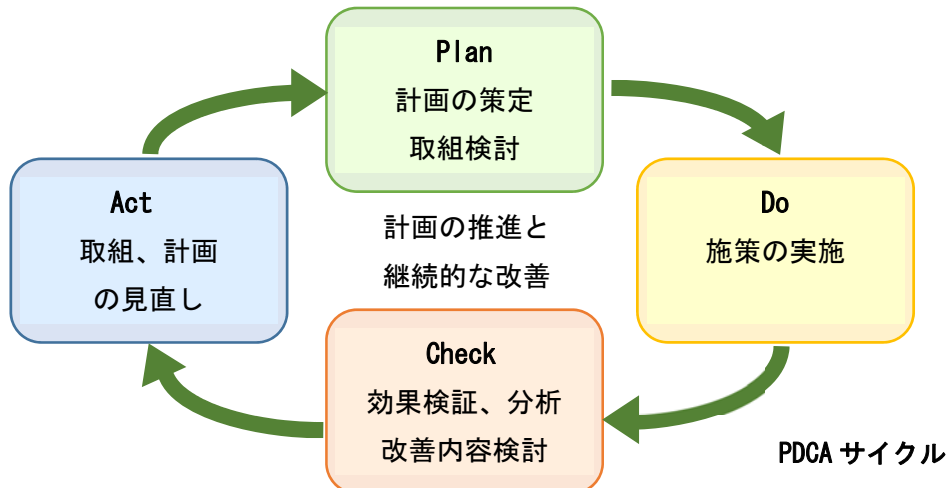 Plan
計画の策定
取組検討
Do
施策の実施
Check
効果検証、分析
改善内容検討
Act
取組、計画
の見直し
計画の推進と
継続的な改善
PDCA サイクル